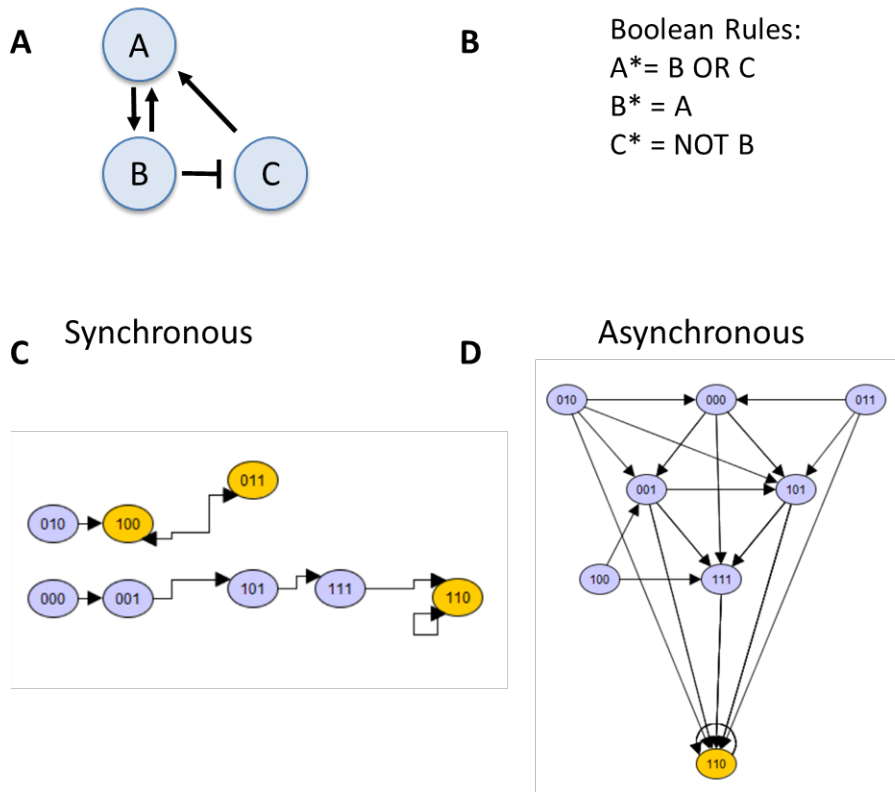 A
A
B
C
B
Boolean Rules:
A*= B OR C
B* = A
C* = NOT B
C
Synchronous
010
100
011
000
001
101
111
110
D
Asynchronous
010
000
011
001
101
100
111
110